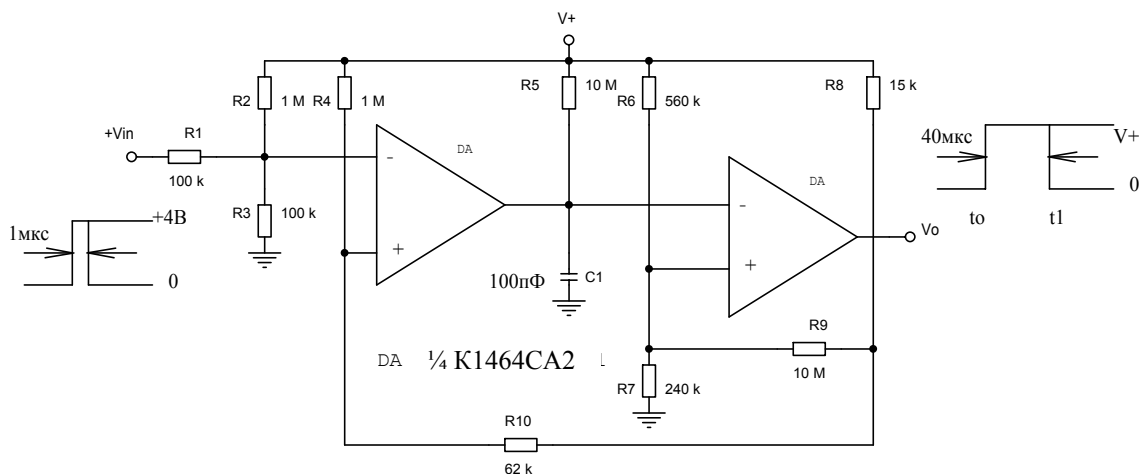 V+
R2
1 M
R4
1 M
R5
10 M
R6
560 k
R8
15 k
+Vin
R1
100 k
R3
100 k
-
+
DA
-
+
DA
40мкс
V+
0
to
t1
Vo
+4В
1мкс
0
100пФ
C1
DA ¼ К1464СА2
R7
240 k
R9
10 M
R10
62 k